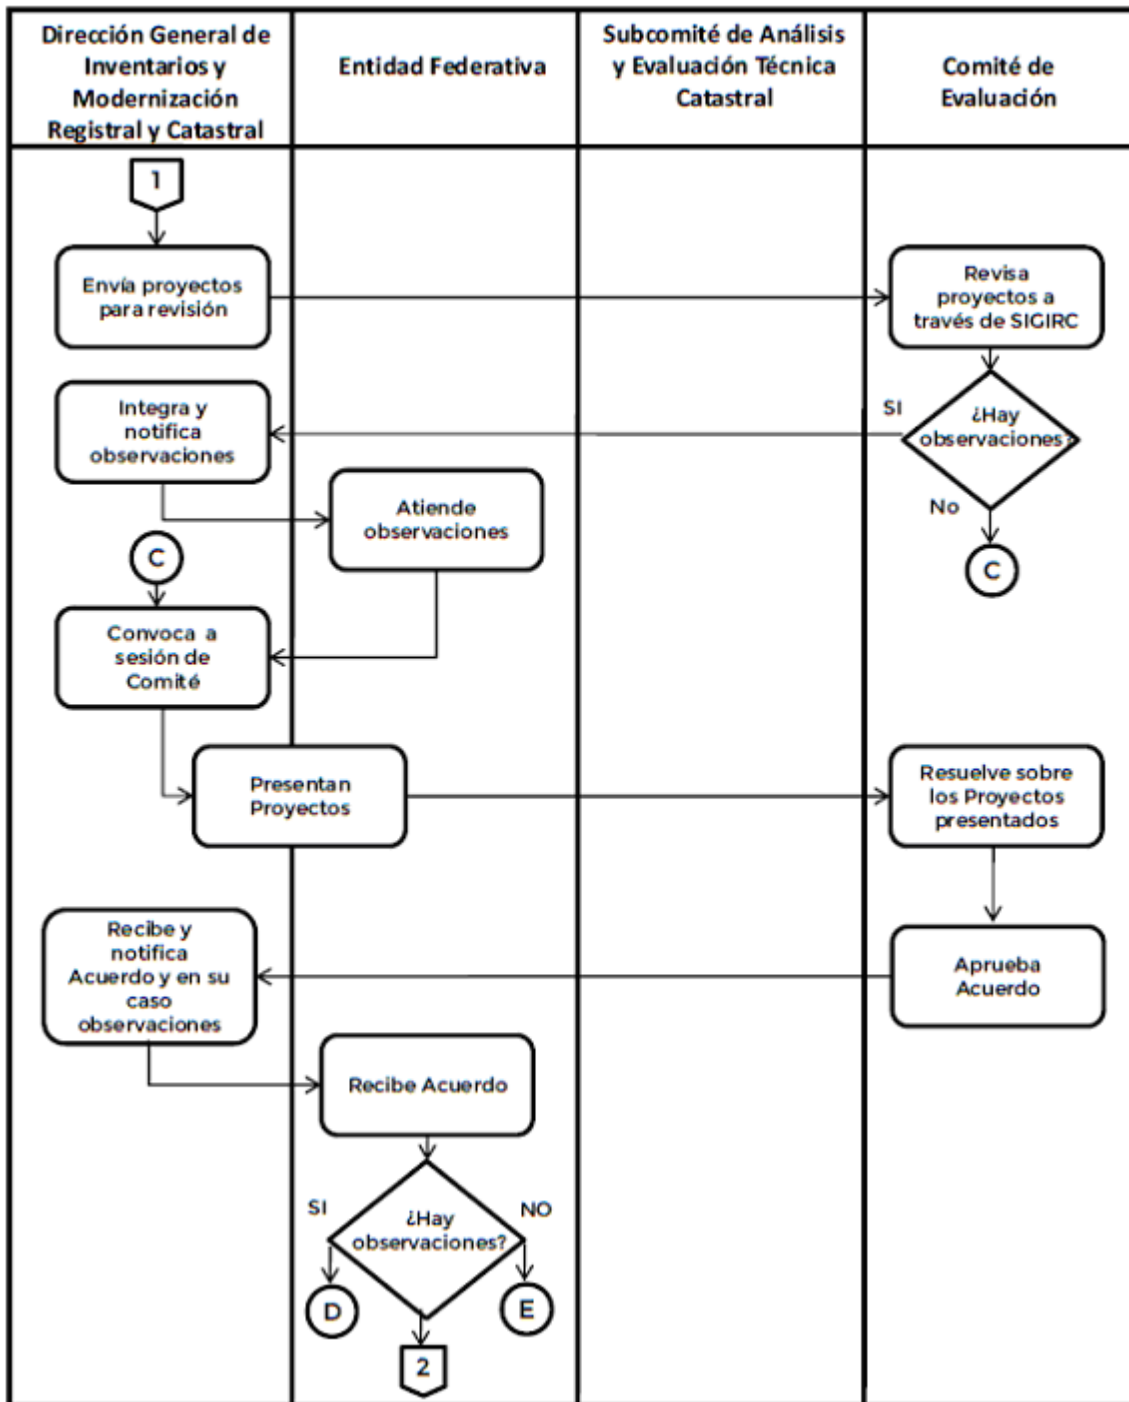 Dirección General de
Inventarios y
Modernización
Registral y Catastral
Entidad Federativa
Subcomité de Análisis
y Evaluación Técnica
Catastral
Comité de
Evaluación
1
Envía proyectos
para revisión
Revisa
proyectos a
través de SIGIRC
Integra y
notifica
observaciones
SI
¿Hay
observaciones?
Atiende
observaciones
No
C
C
Convoca a
sesión de
Comité
Presentan
Proyectos
Resuelve sobre
los Proyectos
presentados
Recibe y
notifica
Acuerdo y en su
caso
observaciones
Aprueba
Acuerdo
Recibe Acuerdo
SI
¿Hay
observaciones?
NO
D
E
2